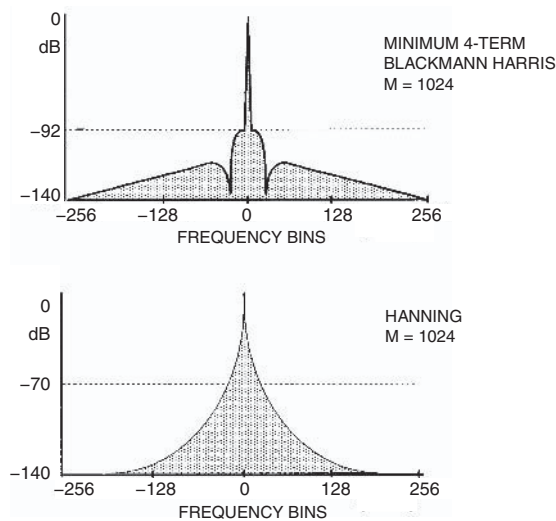 0
dB
MINIMUM 4-TERM
BLACKMANN HARRIS
M = 1024
−92
−140
−256 −128 0 128 256
FREQUENCY BINS
0
dB
HANNING
M = 1024
−70
−140
−256 −128 0 128 256
FREQUENCY BINS